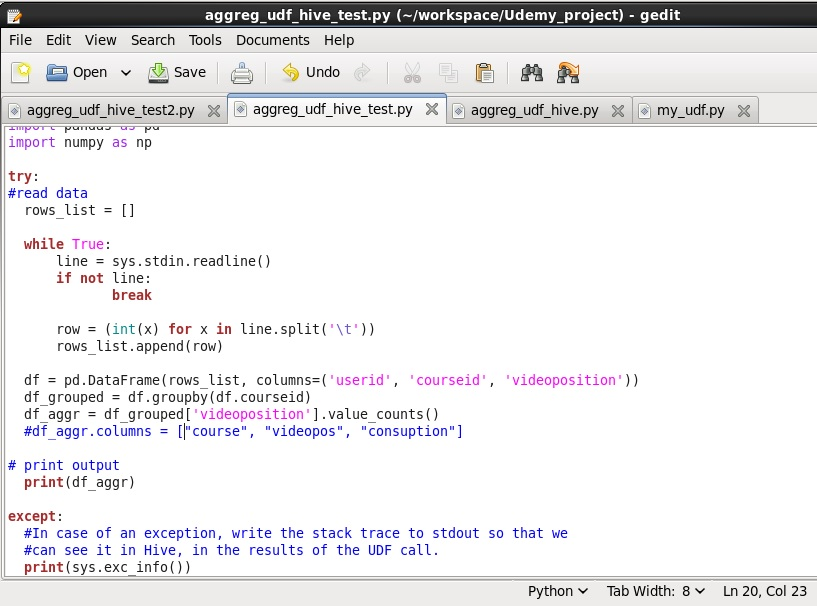 aggreg_udf_hive_test.py (~/workspace/Udemy_project) - gedit
File Edit View Search Tools Documents Help
Open Save Undo
aggreg_udf_hive_test2.py aggreg_udf_hive_test.py aggreg_udf_hive.py my_udf.py
import pandas as pd
import numpy as np
try:
#read data
rows_list = []
while True:
line = sys.stdin.readline()
if not line:
break
row = (int(x) for x in line.split('\t'))
rows_list.append(row)
df = pd.DataFrame(rows_list, columns=('userid', 'courseid', 'videoposition'))
df_grouped = df.groupby(df.courseid)
df_aggr = df_grouped['videoposition'].value_counts()
#df_aggr.columns = ["course", "videopos", "consuption"]
# print output
print(df_aggr)
except:
#In case of an exception, write the stack trace to stdout so that we
#can see it in Hive, in the results of the UDF call.
print(sys.exc_info())
Python Tab Width: 8 Ln 20, Col 23